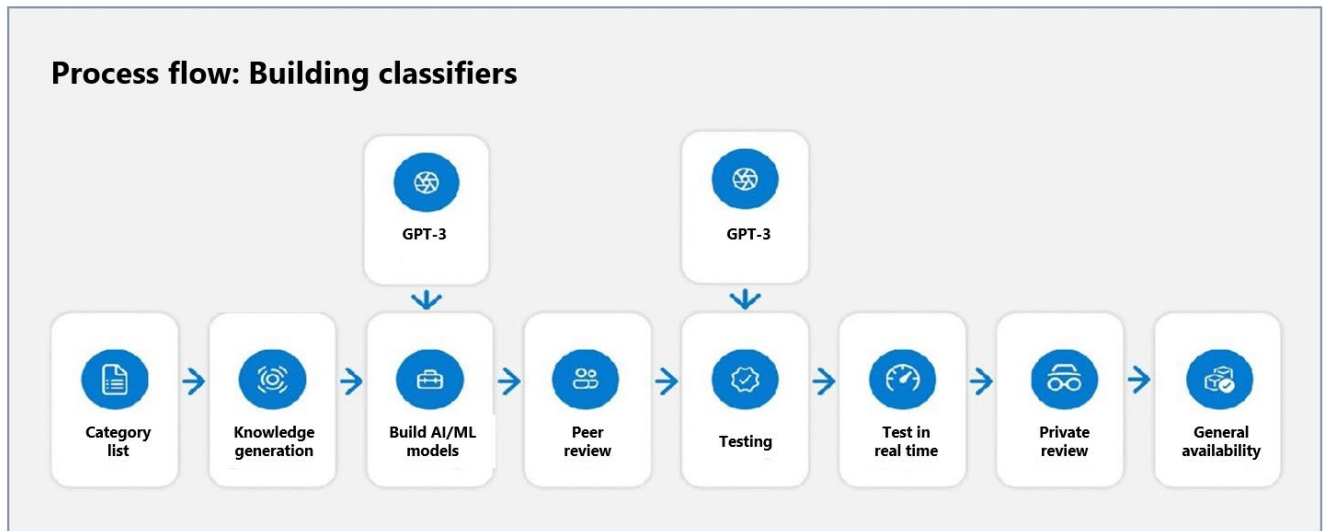 Process flow: Building classifiers
GPT-3
GPT-3
Category
list
Knowledge
generation
Build AI/ML
models
Peer
review
Testing
Test in
real time
Private
review
General
availability